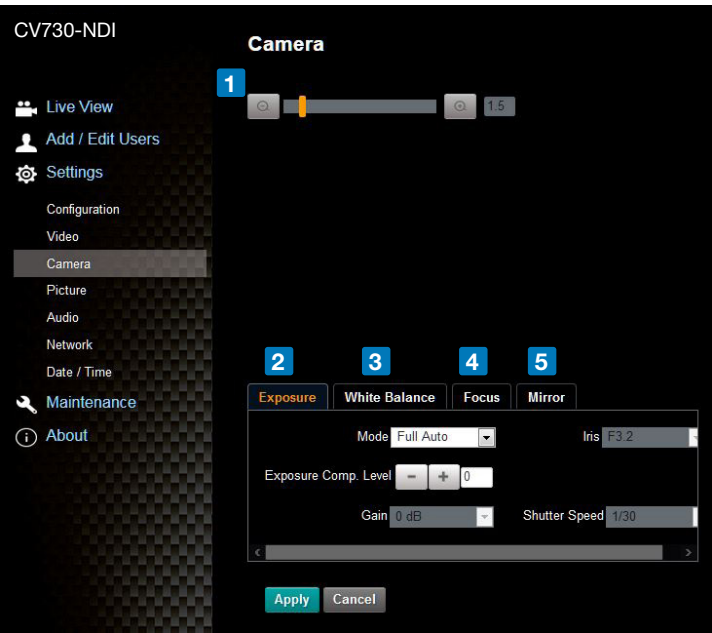 CV730-NDI
Live View
Add / Edit Users
Settings
Configuration
Video
Camera
Picture
Audio
Network
Date / Time
Maintenance
About
Camera
1
1.5
2 3 4 5
Exposure White Balance Focus Mirror
Mode Full Auto Iris F3.2
Exposure Comp. Level - + 0
Gain 0 dB Shutter Speed 1/30
Apply Cancel